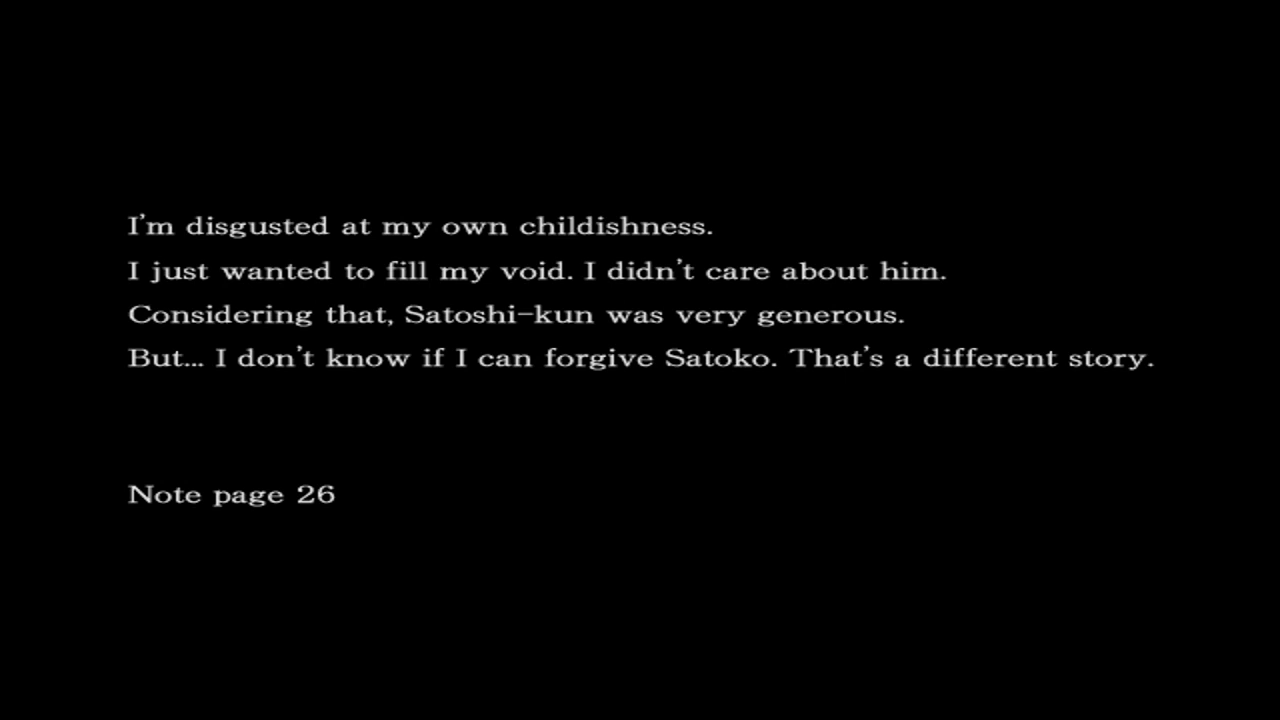 I'm disgusted at my own childishness.
I just wanted to fill my void. I didn't care about him.
Considering that, Satoshi-kun was very generous.
But... I don't know if I can forgive Satoko. That's a different story.
Note page 26